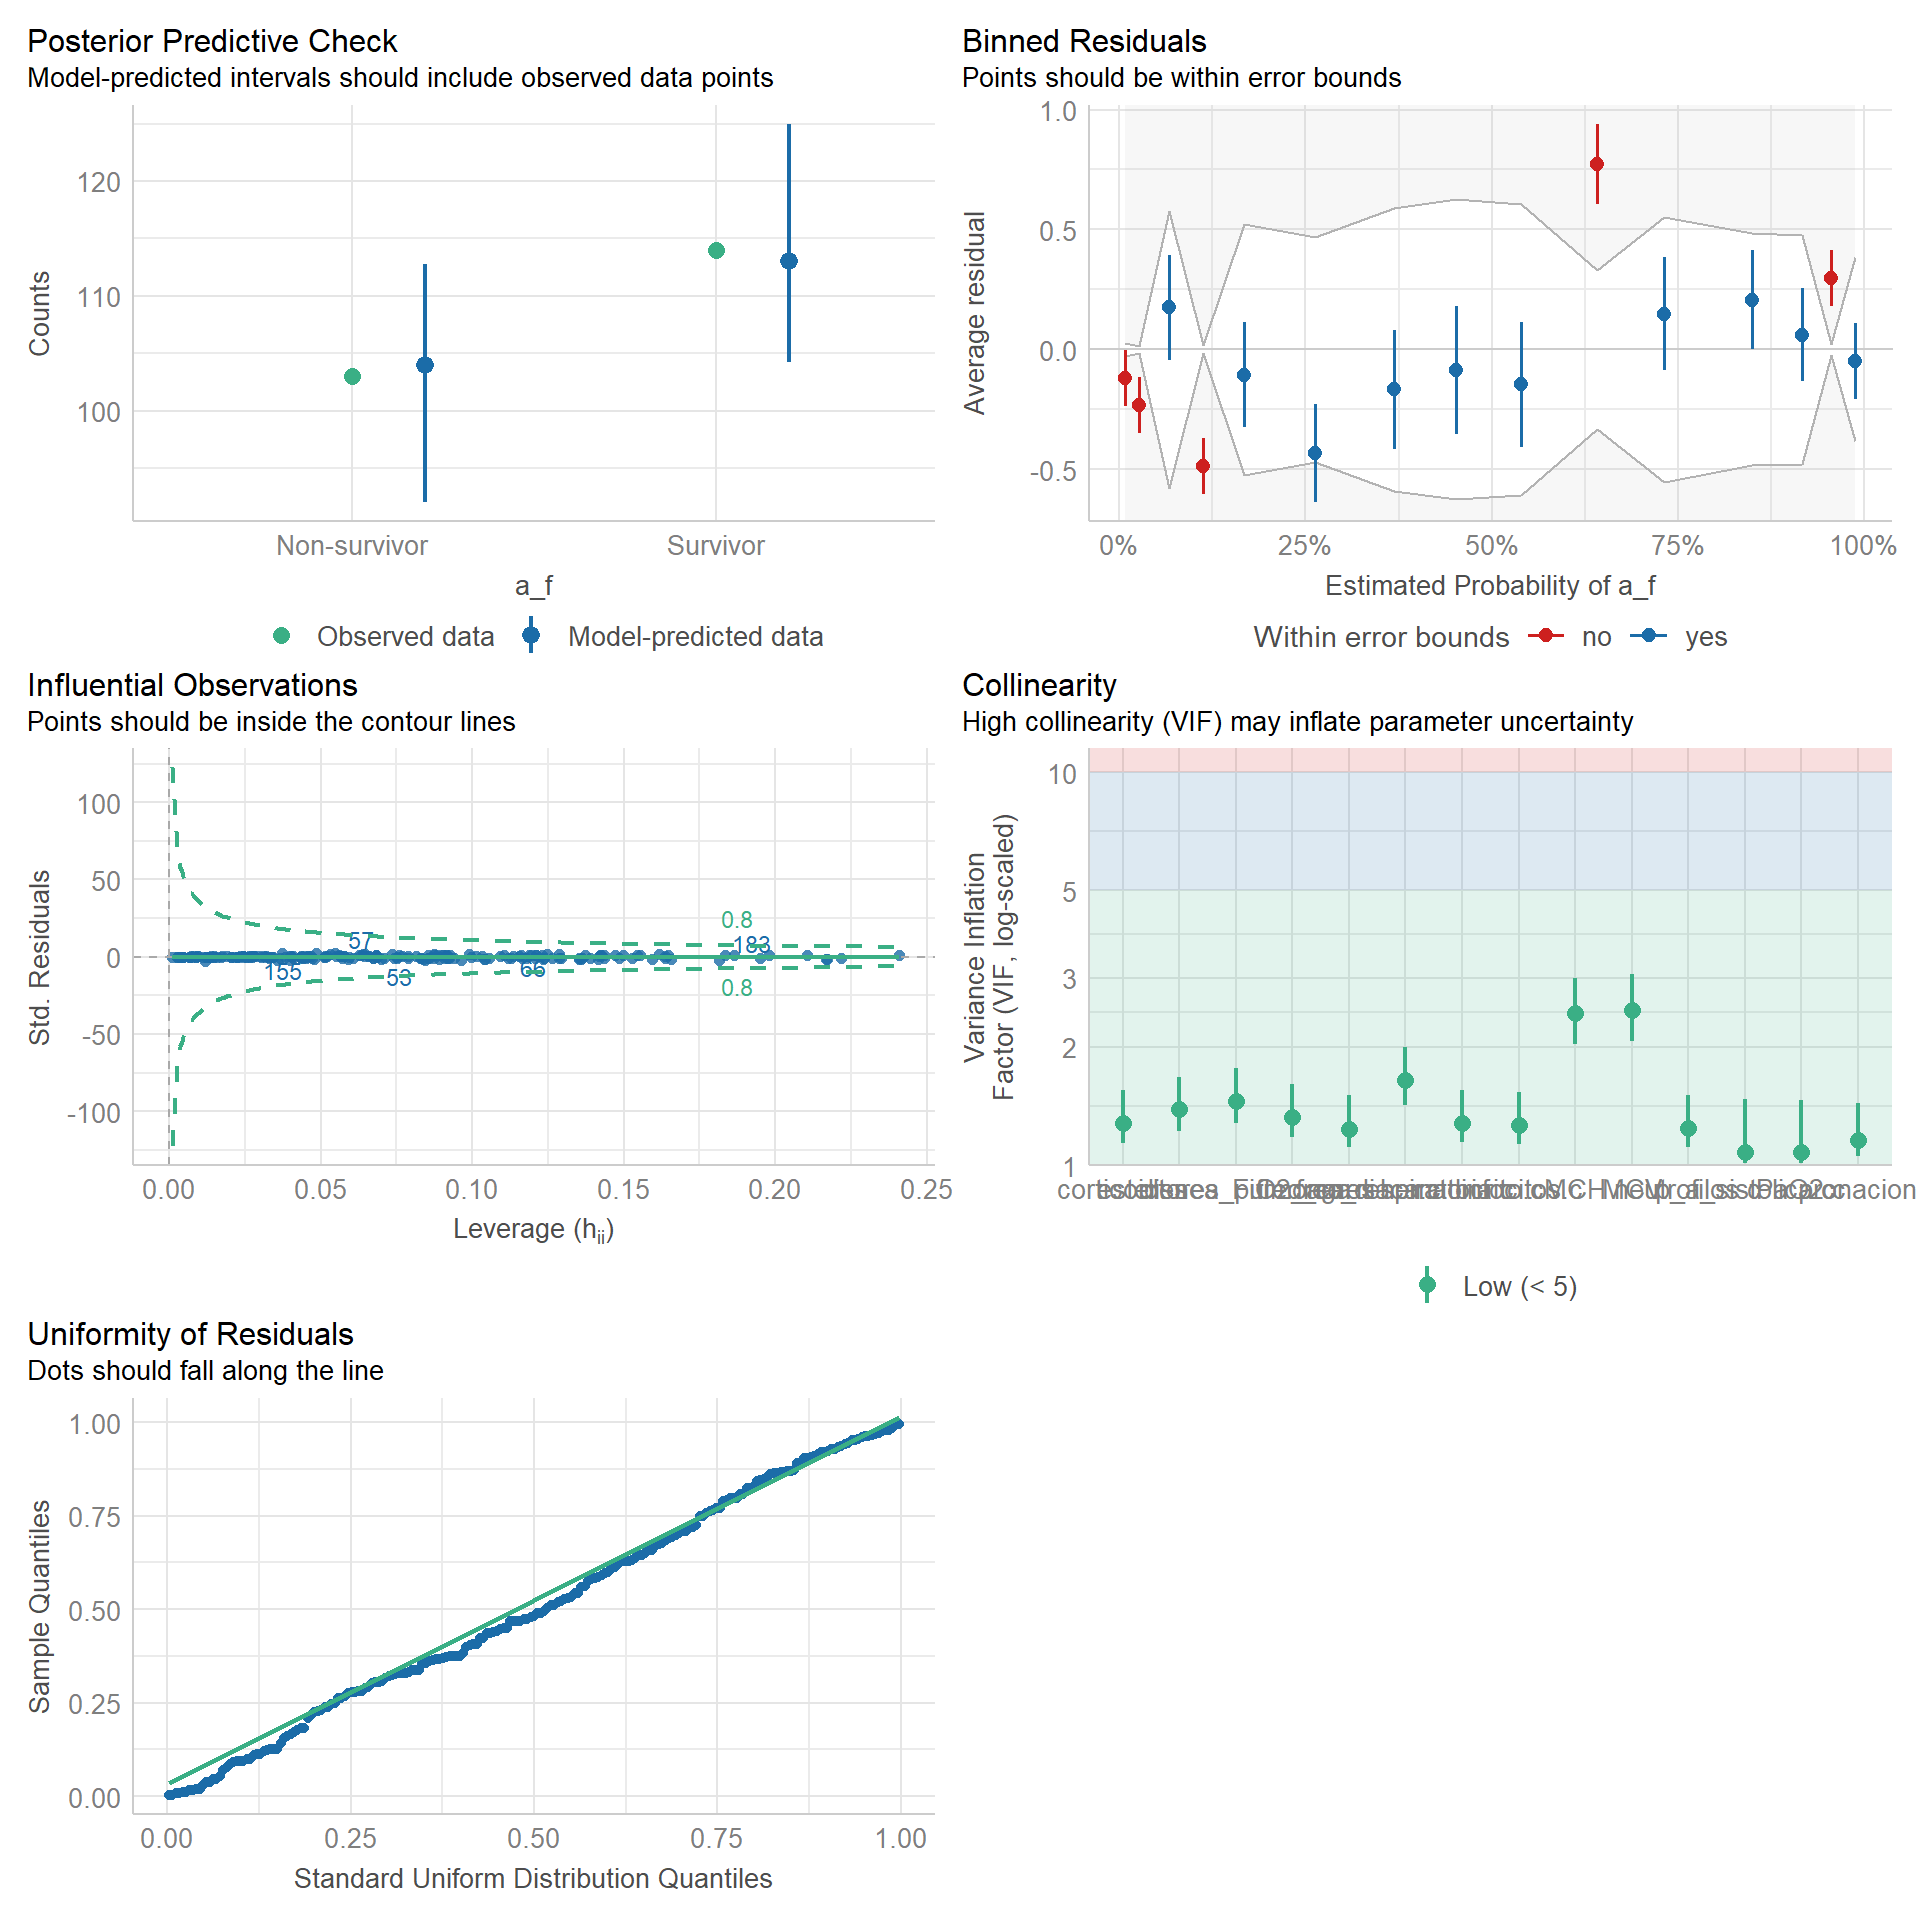 Posterior Predictive Check
Model-predicted intervals should include observed data points
Counts
120
110
100
Non-survivor
Survivor
a_f
Observed data
Model-predicted data
Binned Residuals
Points should be within error bounds
Average residual
1.0
0.5
0.0
-0.5
0%
25%
50%
75%
100%
Estimated Probability of a_f
Within error bounds
no
yes
Influential Observations
Points should be inside the contour lines
Std. Residuals
100
50
0
-50
-100
57
155
53
66
183
0.8
0.8
0.00
0.05
0.10
0.15
0.20
0.25
Leverage (hii)
Collinearity
High collinearity (VIF) may inflate parameter uncertainty
Variance Inflation
Factor (VIF, log-scaled)
10
5
3
2
1
Low (< 5)
Uniformity of Residuals
Dots should fall along the line
Sample Quantiles
1.00
0.75
0.50
0.25
0.00
0.00
0.25
0.50
0.75
1.00
Standard Uniform Distribution Quantiles